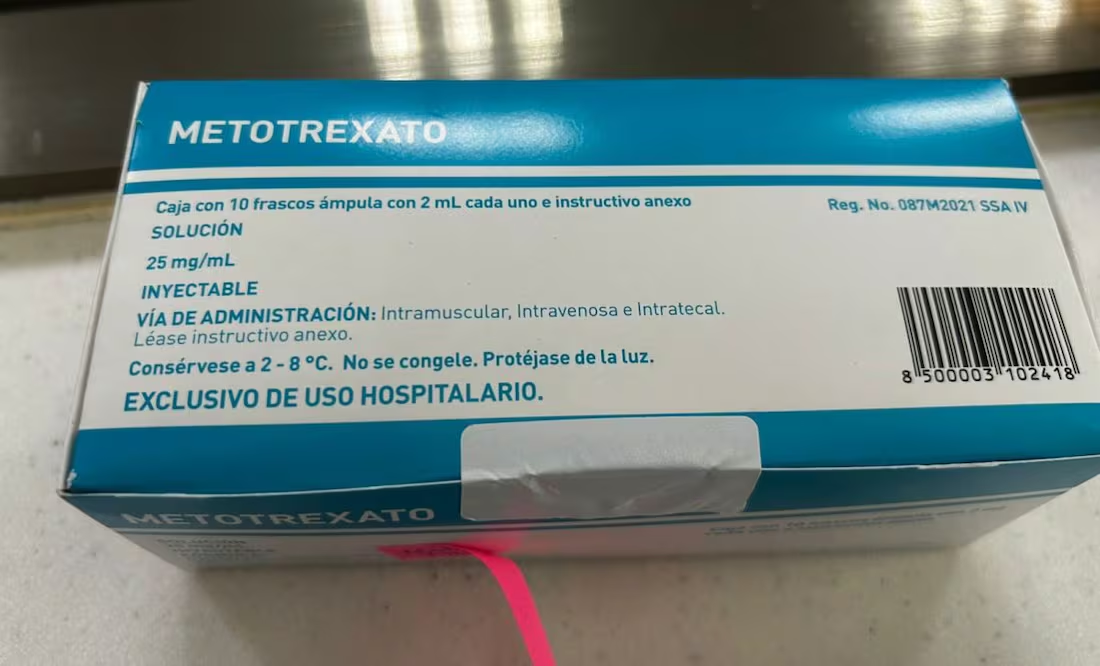 METOTREXATO
Caja con 10 frascos ámpula con 2 mL cada uno e instructivo anexo
Reg. No. 087M2021 SSA IV
SOLUCIÓN
25 mg/mL
INYECTABLE
VÍA DE ADMINISTRACIÓN: Intramuscular, Intravenosa e Intratecal.
Léase instructivo anexo.
Consérvese a 2 - 8 °C. No se congele. Protéjase de la luz.
EXCLUSIVO DE USO HOSPITALARIO.
8 500003 102418
METOTREXATO
SOLUCIÓN